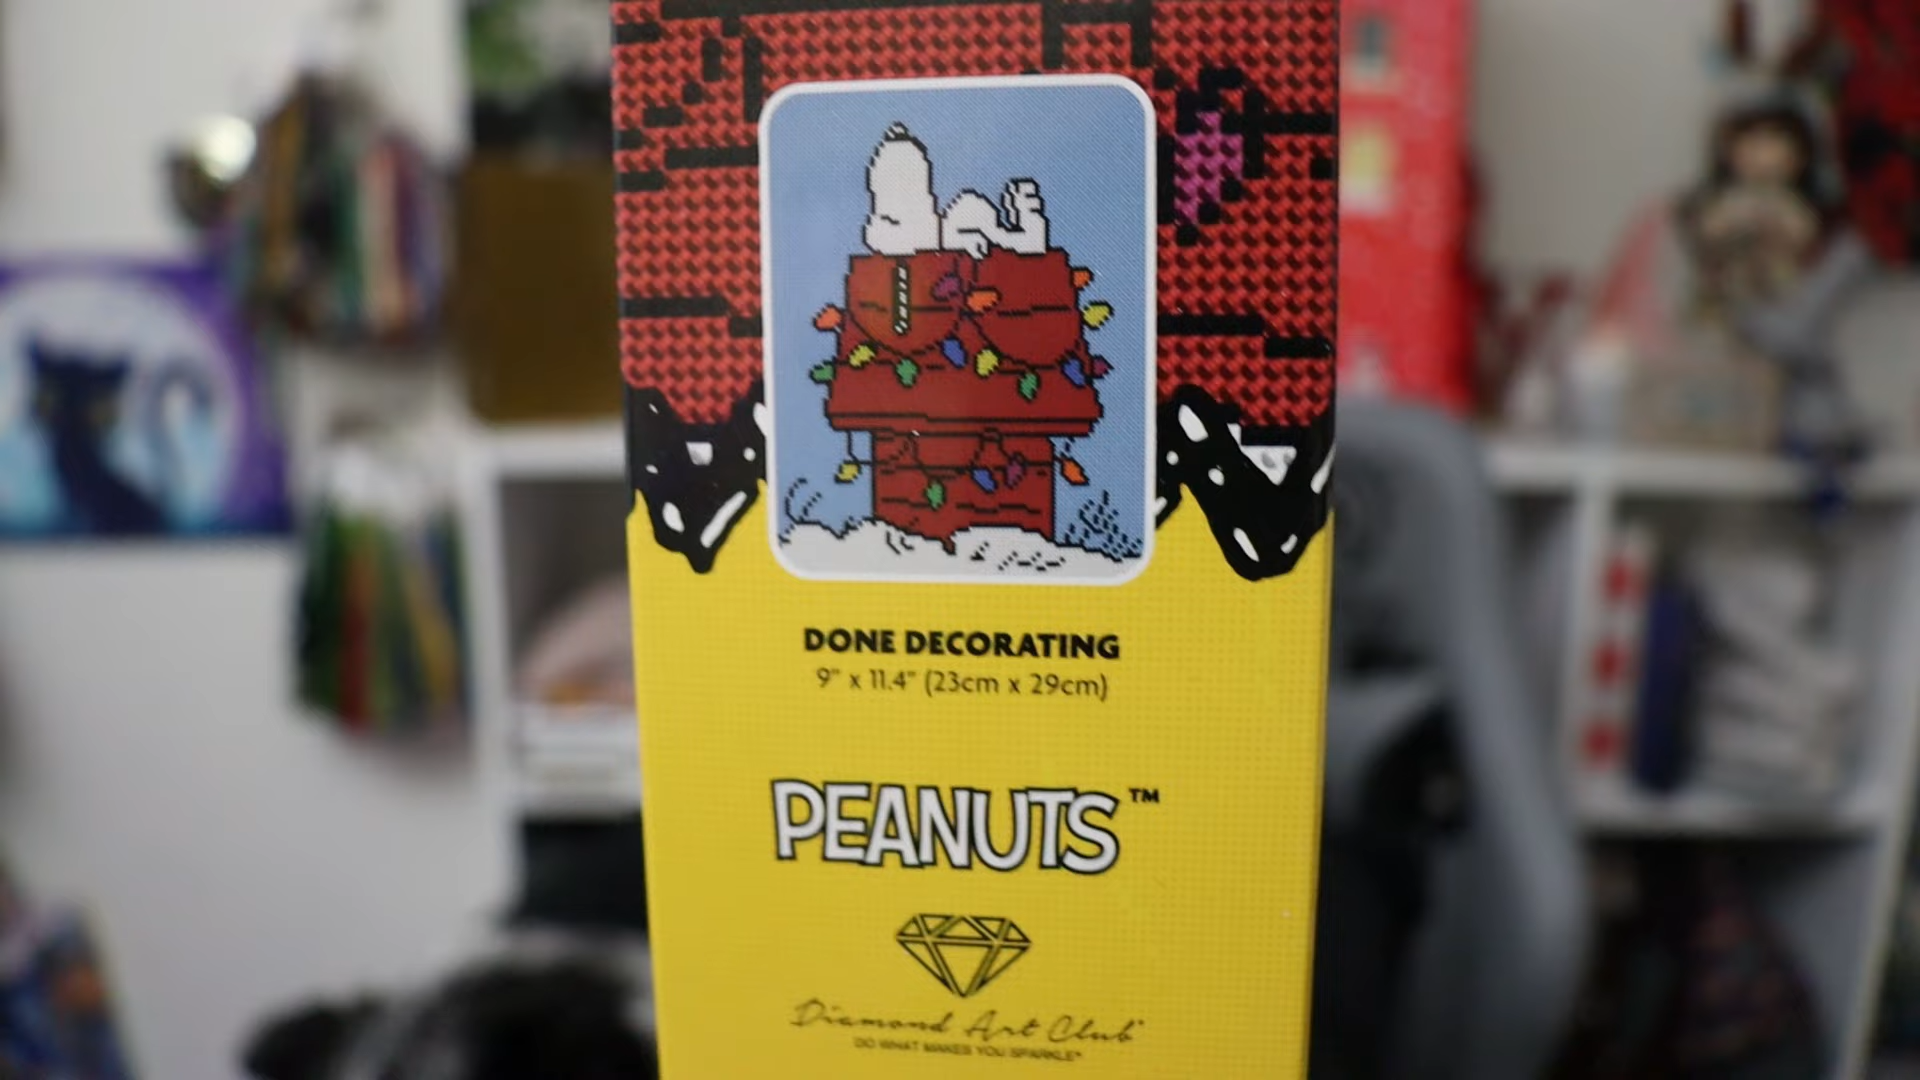 DONE DECORATING
9" x 11.4" (23cm x 29cm)
PEANUTS™
Diamond Art Club®
DO WHAT MAKES YOU SPARKLE®